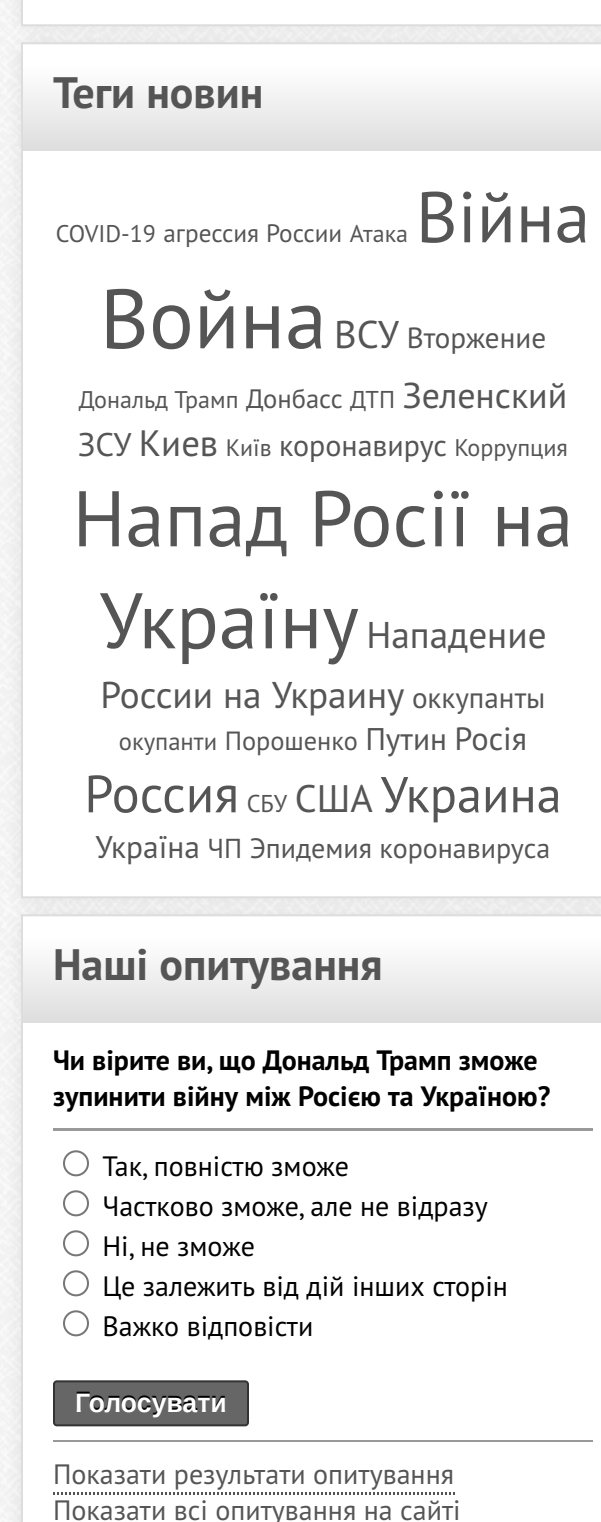 Теги новин
COVID-19 агрессия России Атака Війна
Война ВСУ Вторжение
Дональд Трамп Донбасс ДТП Зеленский
ЗСУ Киев Київ коронавирус Коррупция
Напад Росії на
Україну Нападение
России на Украину оккупанты
окупанти Порошенко Путин Росія
Россия СБУ США Украина
Україна ЧП Эпидемия коронавируса
Наші опитування
Чи вірите ви, що Дональд Трамп зможе
зупинити війну між Росією та Україною?
Так, повністю зможе
Частково зможе, але не відразу
Ні, не зможе
Це залежить від дій інших сторін
Важко відповісти
Голосувати
Показати результати опитування
Показати всі опитування на сайті